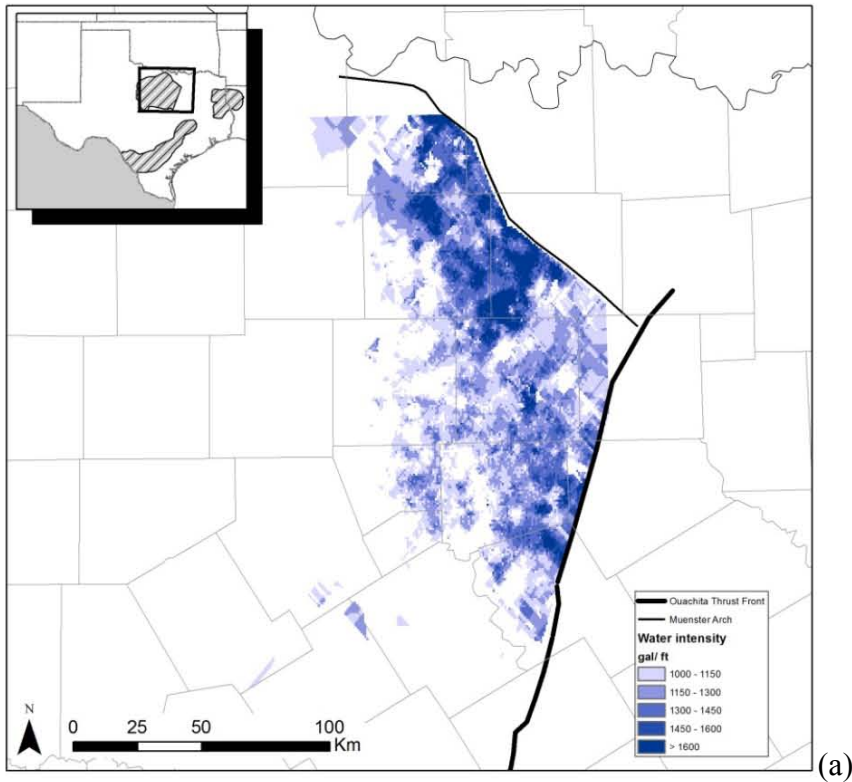 Ouachita Thrust Front
Muenster Arch
Water intensity
gal/ ft
1000 - 1150
1150 - 1300
1300 - 1450
1450 - 1600
> 1600
N
0 25 50 100
Km
(a)